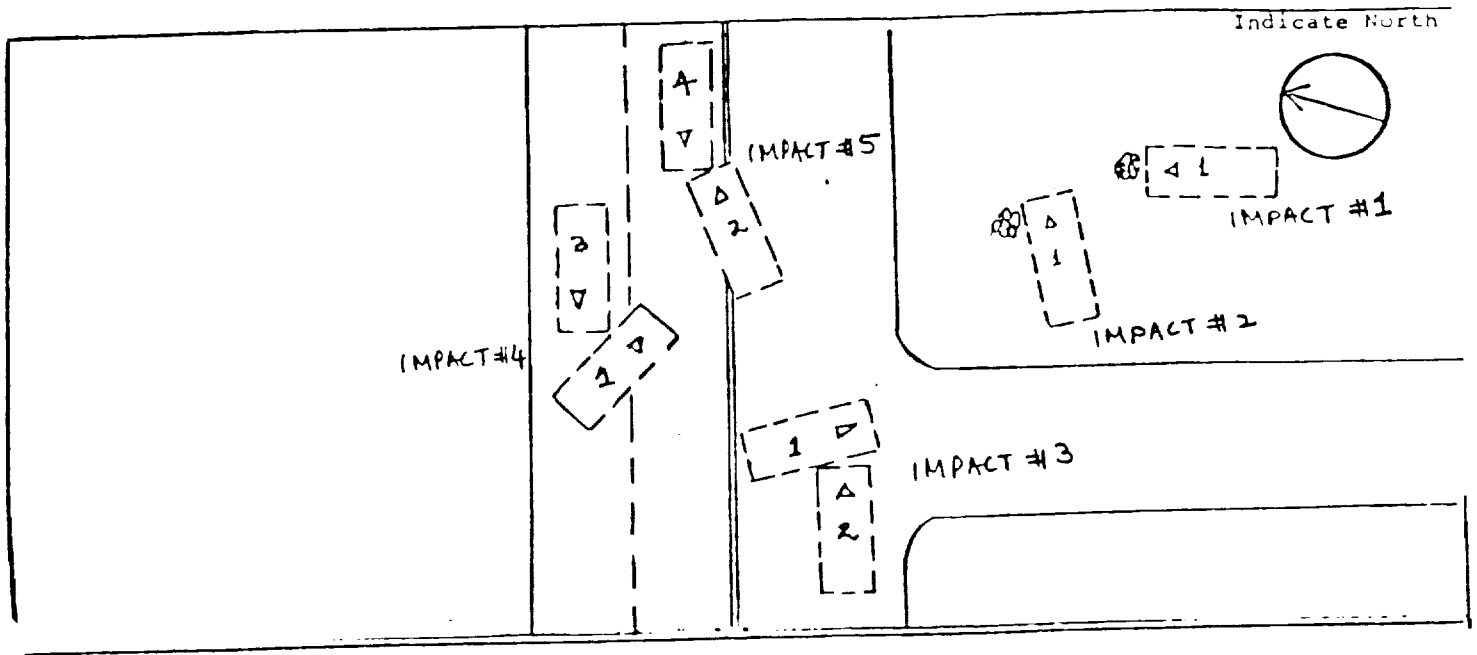 Indicate North
4
IMPACT #5
1
IMPACT #1
2
3
1
IMPACT #2
IMPACT #4
1
1
IMPACT #3
2